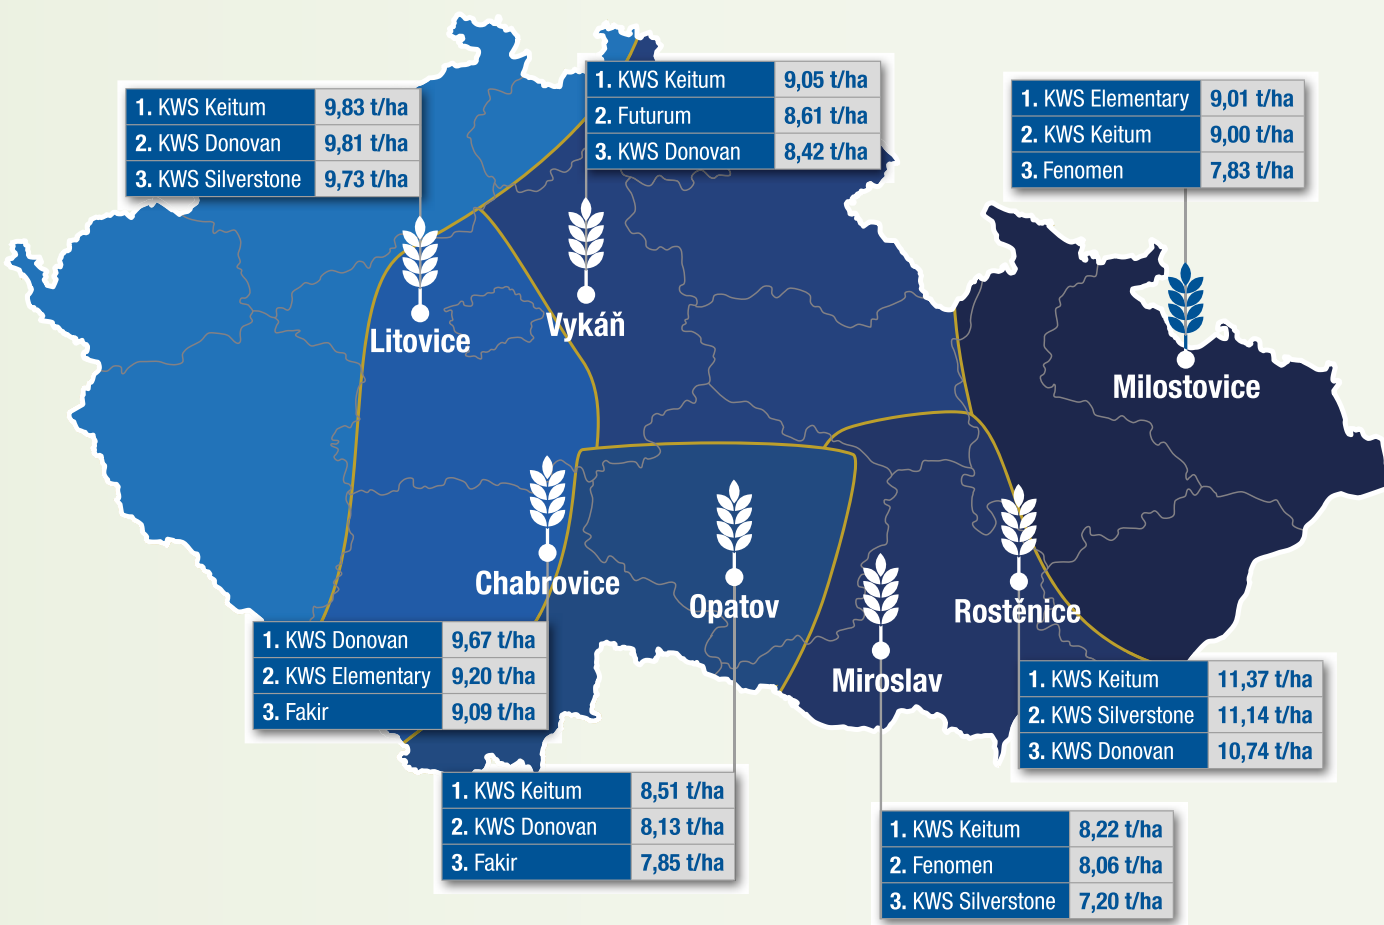 1. KWS Keitum 9,83 t/ha
2. KWS Donovan 9,81 t/ha
3. KWS Silverstone 9,73 t/ha
1. KWS Keitum 9,05 t/ha
2. Futurum 8,61 t/ha
3. KWS Donovan 8,42 t/ha
1. KWS Elementary 9,01 t/ha
2. KWS Keitum 9,00 t/ha
3. Fenomen 7,83 t/ha
Litovice
Vykáň
Milostovice
Chabrovice
Opatov
Rostěnice
Miroslav
1. KWS Donovan 9,67 t/ha
2. KWS Elementary 9,20 t/ha
3. Fakir 9,09 t/ha
1. KWS Keitum 11,37 t/ha
2. KWS Silverstone 11,14 t/ha
3. KWS Donovan 10,74 t/ha
1. KWS Keitum 8,51 t/ha
2. KWS Donovan 8,13 t/ha
3. Fakir 7,85 t/ha
1. KWS Keitum 8,22 t/ha
2. Fenomen 8,06 t/ha
3. KWS Silverstone 7,20 t/ha